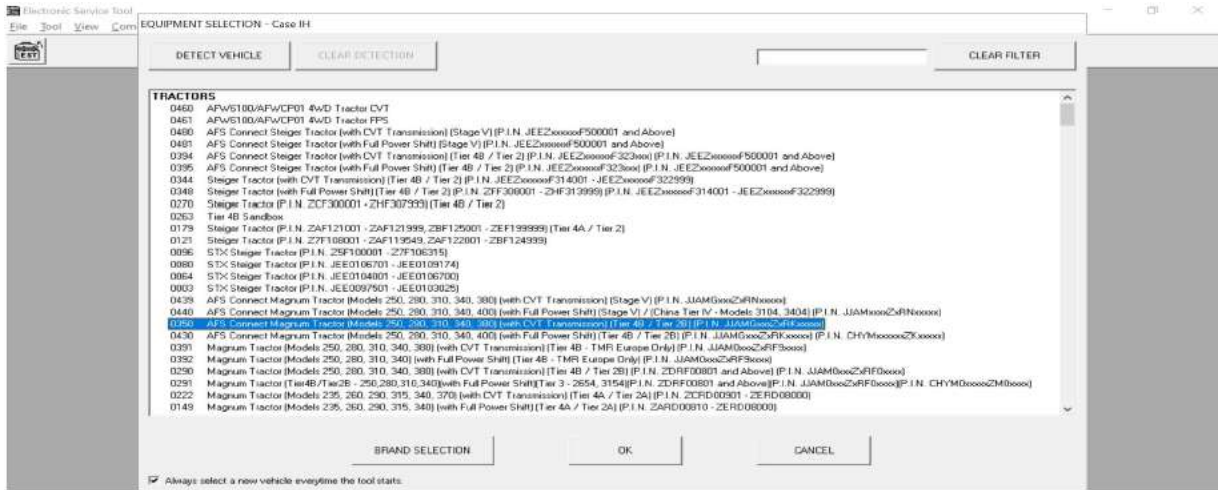 Electronic Service Tool
File Tool View Com
EST
EQUIPMENT SELECTION - Case IH
DETECT VEHICLE CLEAR DETECTION CLEAR FILTER
TRACTORS
0460 AFW6100/AFWCP01 4WD Tractor CVT
0461 AFW6100/AFWCP01 4WD Tractor FPS
0480 AFS Connect Steiger Tractor (with CVT Transmission) (Stage V) (P.I.N. JEEZxxxxxF500001 and Above)
0481 AFS Connect Steiger Tractor (with Full Power Shift) (Stage V) (P.I.N. JEEZxxxxxF500001 and Above)
0394 AFS Connect Steiger Tractor (with CVT Transmission) (Tier 4B / Tier 2) (P.I.N. JEEZxxxxxF323xxx) (P.I.N. JEEZxxxxxF500001 and Above)
0395 AFS Connect Steiger Tractor (with Full Power Shift) (Tier 4B / Tier 2) (P.I.N. JEEZxxxxxF323xxx) (P.I.N. JEEZxxxxxF500001 and Above)
0344 Steiger Tractor (with CVT Transmission) (Tier 4B / Tier 2) (P.I.N. JEEZxxxxxF314001 - JEEZxxxxxF322999)
0348 Steiger Tractor (with Full Power Shift) (Tier 4B / Tier 2) (P.I.N. ZFF308001 - ZHF313999) (P.I.N. JEEZxxxxxF314001 - JEEZxxxxxF322999)
0270 Steiger Tractor (P.I.N. ZCF300001 - ZHF307999) (Tier 4B / Tier 2)
0263 Tier 4B Sandbox
0179 Steiger Tractor (P.I.N. ZAF121001 - ZAF121999, ZBF125001 - ZEF199999) (Tier 4A / Tier 2)
0121 Steiger Tractor (P.I.N. Z7F108001 - ZAF119549, ZAF122001 - ZBF124999)
0096 STX Steiger Tractor (P.I.N. Z5F100001 - Z7F106315)
0080 STX Steiger Tractor (P.I.N. JEE0106701 - JEE0109174)
0064 STX Steiger Tractor (P.I.N. JEE0104001 - JEE0106700)
0003 STX Steiger Tractor (P.I.N. JEE0097501 - JEE0103025)
0439 AFS Connect Magnum Tractor (Models 250, 280, 310, 340, 380) (with CVT Transmission) (Stage V) (P.I.N. JJAMGxxxZxRNxxxxx)
0440 AFS Connect Magnum Tractor (Models 250, 280, 310, 340, 400) (with Full Power Shift) (Stage V) / (China Tier IV - Models 3104, 3404) (P.I.N. JJAMxxxxZxRNxxxxx)
0350 AFS Connect Magnum Tractor (Models 250, 280, 310, 340, 380) (with CVT Transmission) (Tier 4B / Tier 2B) (P.I.N. JJAMGxxxZxRKxxxxx)
0430 AFS Connect Magnum Tractor (Models 250, 280, 310, 340, 400) (with Full Power Shift) (Tier 4B / Tier 2B) (P.I.N. JJAMGxxxZxRKxxxxx) (P.I.N. CHYMxxxxxxZKxxxxx)
0391 Magnum Tractor (Models 250, 280, 310, 340, 380) (with CVT Transmission) (Tier 4B - TMR Europe Only) (P.I.N. JJAM0xxxZxRF9xxxx)
0392 Magnum Tractor (Models 250, 280, 310, 340) (with Full Power Shift) (Tier 4B - TMR Europe Only) (P.I.N. JJAM0xxxZxRF9xxxx)
0290 Magnum Tractor (Models 250, 280, 310, 340, 380) (with CVT Transmission) (Tier 4B / Tier 2B) (P.I.N. ZDRF00801 and Above) (P.I.N. JJAM0xxxZxRF0xxxx)
0291 Magnum Tractor (Tier4B/Tier2B - 250,280,310,340)(with Full Power Shift)(Tier 3 - 2654, 3154)(P.I.N. ZDRF00801 and Above)(P.I.N. JJAM0xxxZxRF0xxxx)(P.I.N. CHYM0xxxxxZM0xxxx)
0222 Magnum Tractor (Models 235, 260, 290, 315, 340, 370) (with CVT Transmission) (Tier 4A / Tier 2A) (P.I.N. ZCRD00901 - ZERD08000)
0149 Magnum Tractor (Models 235, 260, 290, 315, 340) (with Full Power Shift) (Tier 4A / Tier 2A) (P.I.N. ZARD00810 - ZERD08000)
BRAND SELECTION OK CANCEL
Always select a new vehicle everytime the tool starts.